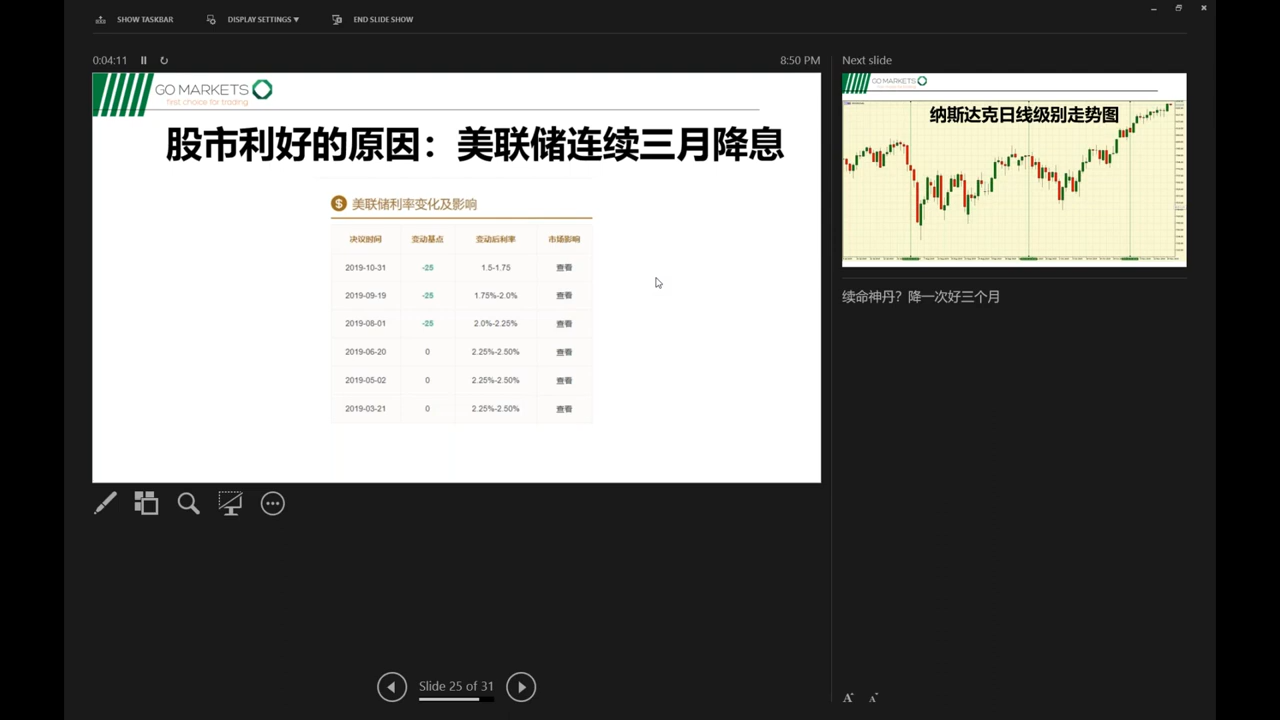 SHOW TASKBAR
DISPLAY SETTINGS ▼
END SLIDE SHOW
0:04:11
8:50 PM
GO MARKETS
first choice for trading
股市利好的原因：美联储连续三月降息
$ 美联储利率变化及影响
决议时间 变动基点 变动后利率 市场影响
2019-10-31 -25 1.5-1.75 查看
2019-09-19 -25 1.75%-2.0% 查看
2019-08-01 -25 2.0%-2.25% 查看
2019-06-20 0 2.25%-2.50% 查看
2019-05-02 0 2.25%-2.50% 查看
2019-03-21 0 2.25%-2.50% 查看
Slide 25 of 31
Next slide
GO MARKETS
纳斯达克日线级别走势图
续命神丹？降一次好三个月
A A